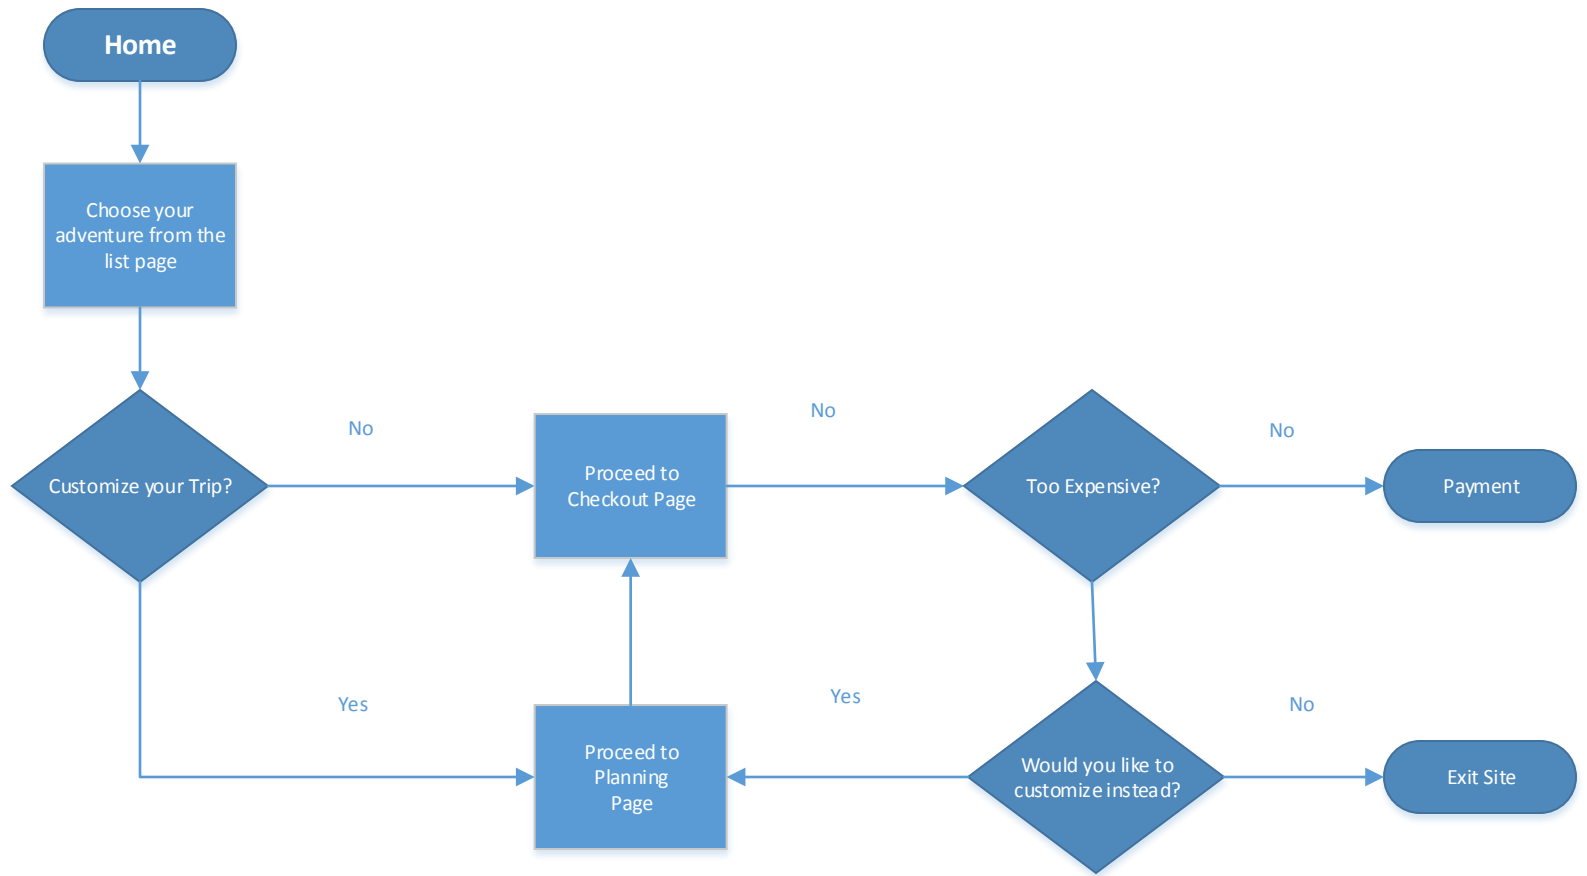 Home
Choose your
adventure from the
list page
Customize your Trip?
No
Proceed to
Checkout Page
No
Too Expensive?
No
Payment
Yes
Proceed to
Planning
Page
Yes
Would you like to
customize instead?
No
Exit Site